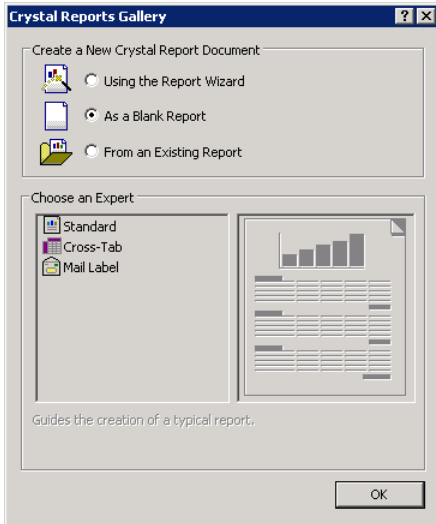 Crystal Reports Gallery
Create a New Crystal Report Document
Using the Report Wizard
As a Blank Report
From an Existing Report
Choose an Expert
Standard
Cross-Tab
Mail Label
Guides the creation of a typical report.
OK